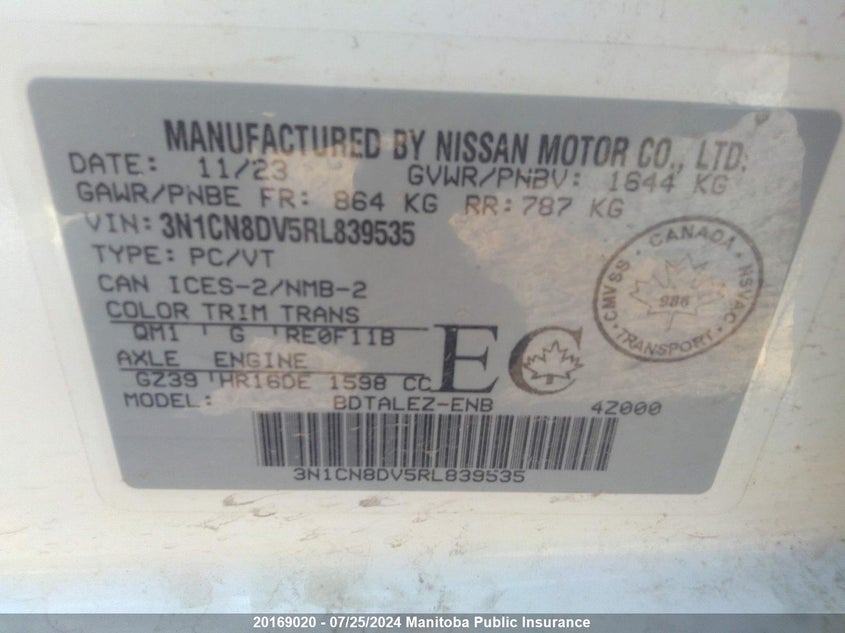 MANUFACTURED BY NISSAN MOTOR CO., LTD.
DATE: 11/23 GVWR/PNBV: 1644 KG
GAWR/PNBE FR: 864 KG RR: 787 KG
VIN: 3N1CN8DV5RL839535
TYPE: PC/VT
CAN ICES-2/NMB-2
COLOR TRIM TRANS
QM1 G RE0F11B
AXLE ENGINE
GZ39 HR16DE 1598 CC
MODEL: BDTALEZ-ENB 4Z000
EC
CANADA
CMVSS NSVAC
986
TRANSPORT
3N1CN8DV5RL839535
20169020 - 07/25/2024 Manitoba Public Insurance